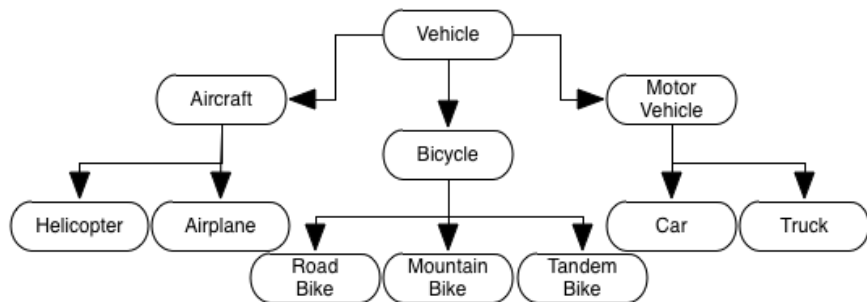 Vehicle
Aircraft
Motor
Vehicle
Bicycle
Helicopter
Airplane
Car
Truck
Road
Bike
Mountain
Bike
Tandem
Bike